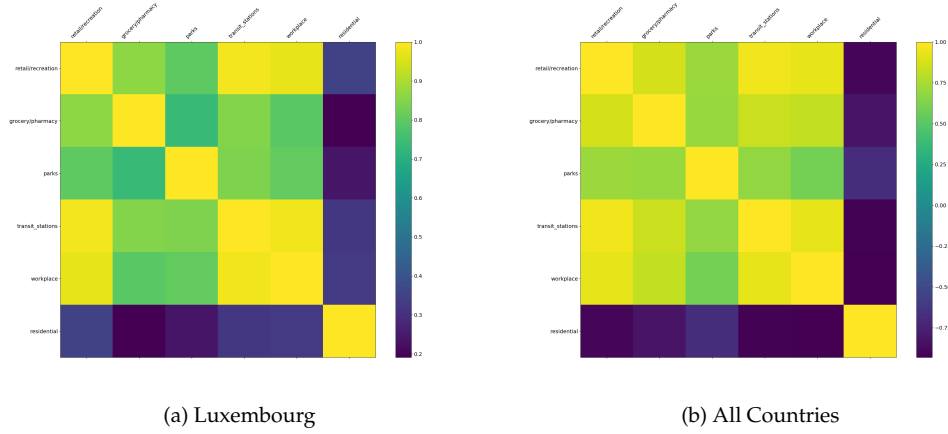 retail/recreation
grocery/pharmacy
parks
transit_stations
workplace
residential
retail/recreation
grocery/pharmacy
parks
transit_stations
workplace
residential
1.0
0.9
0.8
0.7
0.6
0.5
0.4
0.3
0.2
(a) Luxembourg
retail/recreation
grocery/pharmacy
parks
transit_stations
workplace
residential
retail/recreation
grocery/pharmacy
parks
transit_stations
workplace
residential
1.00
0.75
0.50
0.25
0.00
−0.2
−0.5
−0.7
(b) All Countries